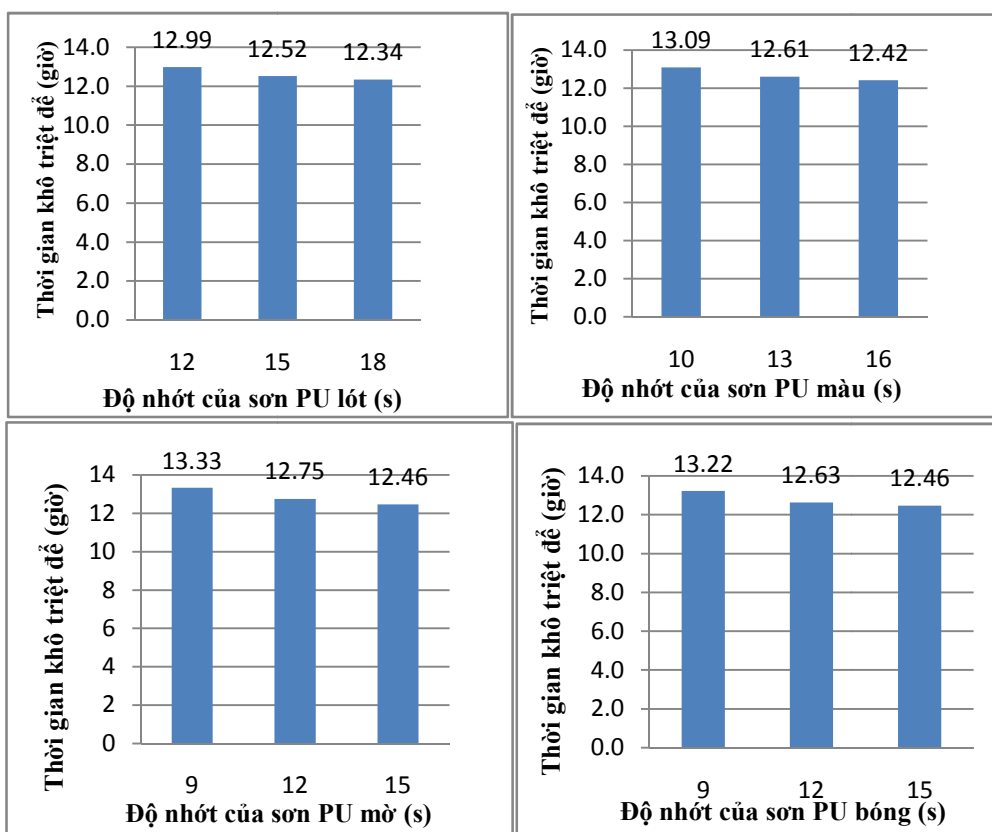 Thời gian khô triệt để (giờ)
14.0
12.0
10.0
8.0
6.0
4.0
2.0
0.0
12.99 12.52 12.34
12 15 18
Độ nhớt của sơn PU lót (s)
Thời gian khô triệt để (giờ)
14.0
12.0
10.0
8.0
6.0
4.0
2.0
0.0
13.09 12.61 12.42
10 13 16
Độ nhớt của sơn PU màu (s)
Thời gian khô triệt để (giờ)
14
12
10
8
6
4
2
0
13.33 12.75 12.46
9 12 15
Độ nhớt của sơn PU mờ (s)
Thời gian khô triệt để (giờ)
14.0
12.0
10.0
8.0
6.0
4.0
2.0
0.0
13.22 12.63 12.46
9 12 15
Độ nhớt của sơn PU bóng (s)